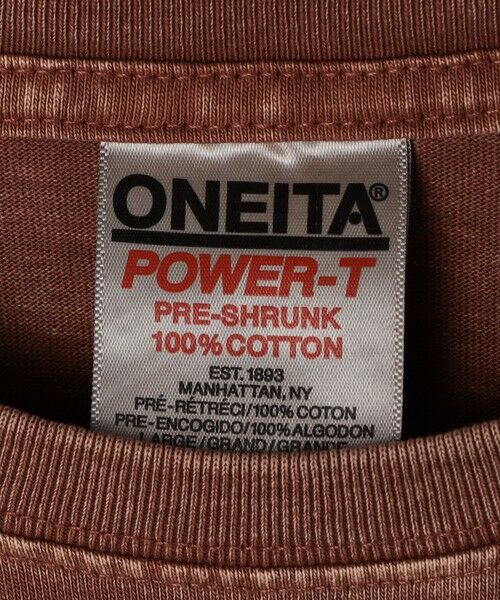 ONEITA®
POWER-T
PRE-SHRUNK
100% COTTON
EST. 1893
MANHATTAN, NY
PRÉ-RÉTRÉCI/100% COTON
PRE-ENCOGIDO/100% ALGODON
LARGE/GRAND/GRANDE